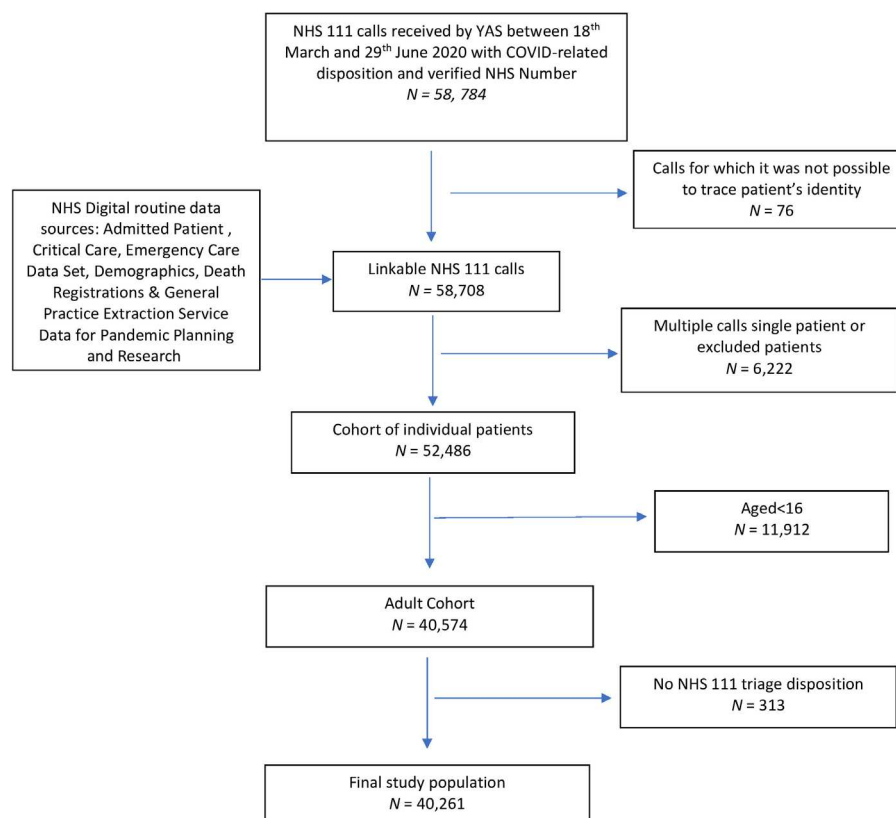 NHS 111 calls received by YAS between 18th
March and 29th June 2020 with COVID-related
disposition and verified NHS Number
N = 58, 784
Calls for which it was not possible
to trace patient’s identity
N = 76
NHS Digital routine data
sources: Admitted Patient ,
Critical Care, Emergency Care
Data Set, Demographics, Death
Registrations & General
Practice Extraction Service
Data for Pandemic Planning
and Research
Linkable NHS 111 calls
N = 58,708
Multiple calls single patient or
excluded patients
N = 6,222
Cohort of individual patients
N = 52,486
Aged<16
N = 11,912
Adult Cohort
N = 40,574
No NHS 111 triage disposition
N = 313
Final study population
N = 40,261